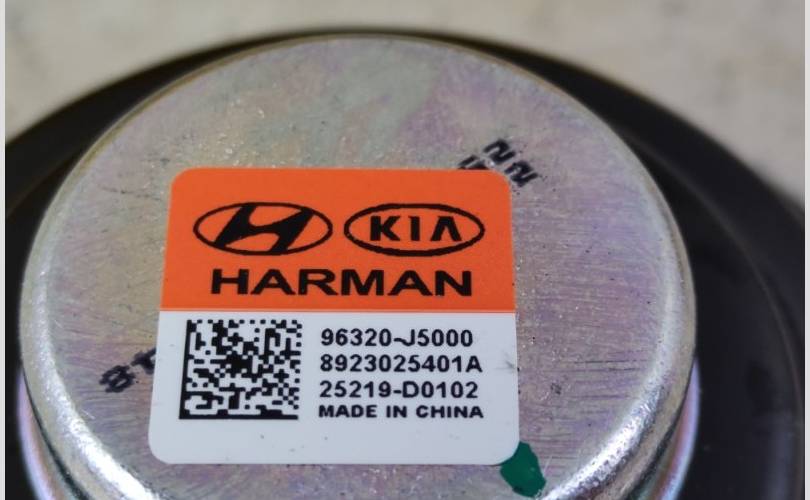 KIA
HARMAN
96320-J5000
8923025401A
25219-D0102
MADE IN CHINA